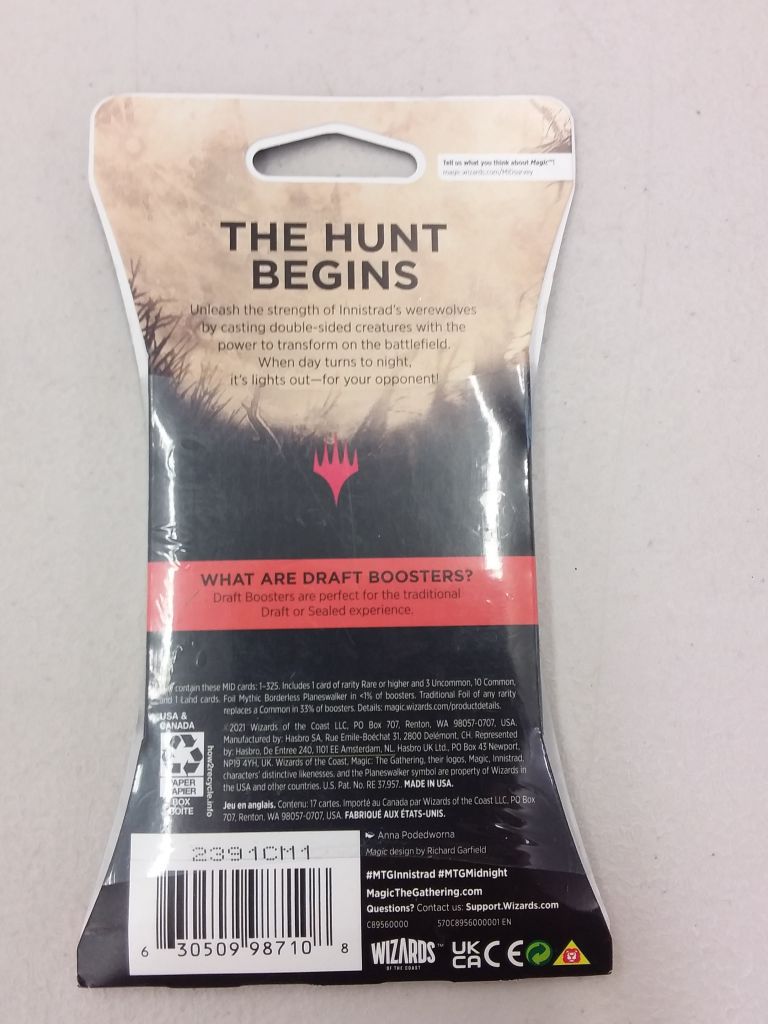 Tell us what you think about Magic™!
magic.wizards.com/MIDsurvey
THE HUNT
BEGINS
Unleash the strength of Innistrad's werewolves
by casting double-sided creatures with the
power to transform on the battlefield.
When day turns to night,
it's lights out—for your opponent!
WHAT ARE DRAFT BOOSTERS?
Draft Boosters are perfect for the traditional
Draft or Sealed experience.
contain these MID cards: 1-325. Includes 1 card of rarity Rare or higher and 3 Uncommon, 10 Common,
and 1 Land cards. Foil Mythic Borderless Planeswalker in <1% of boosters. Traditional Foil of any rarity
replaces a Common in 33% of boosters. Details: magic.wizards.com/productdetails.
USA &
CANADA
PAPER
PAPIER
BOX
BOÎTE
how2recycle.info
©2021 Wizards of the Coast LLC, PO Box 707, Renton, WA 98057-0707, USA.
Manufactured by: Hasbro SA, Rue Emile-Boéchat 31, 2800 Delémont, CH. Represented
by: Hasbro, De Entree 240, 1101 EE Amsterdam, NL. Hasbro UK Ltd., PO Box 43 Newport,
NP19 4YH, UK. Wizards of the Coast, Magic: The Gathering, their logos, Magic, Innistrad,
characters' distinctive likenesses, and the Planeswalker symbol are property of Wizards in
the USA and other countries. U.S. Pat. No. RE 37,957. MADE IN USA.
Jeu en anglais. Contenu: 17 cartes. Importé au Canada par Wizards of the Coast LLC, PO Box
707, Renton, WA 98057-0707, USA. FABRIQUÉ AUX ÉTATS-UNIS.
Anna Podedworna
Magic design by Richard Garfield
2391CM1
#MTGInnistrad #MTGMidnight
MagicTheGathering.com
Questions? Contact us: Support.Wizards.com
C89560000 570C8956000001 EN
6 30509 98710 8
WIZARDS™
OF THE COAST
UK
CA
CE